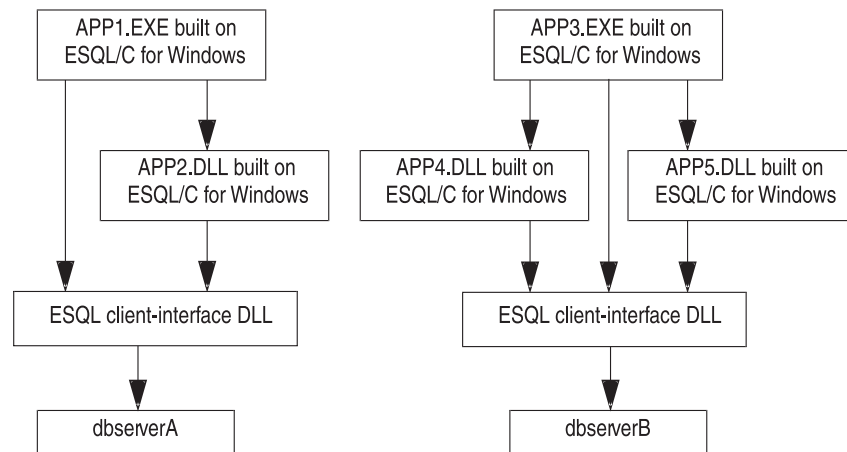 APP1.EXE built on
ESQL/C for Windows
APP3.EXE built on
ESQL/C for Windows
APP2.DLL built on
ESQL/C for Windows
APP4.DLL built on
ESQL/C for Windows
APP5.DLL built on
ESQL/C for Windows
ESQL client-interface DLL
ESQL client-interface DLL
dbserverA
dbserverB